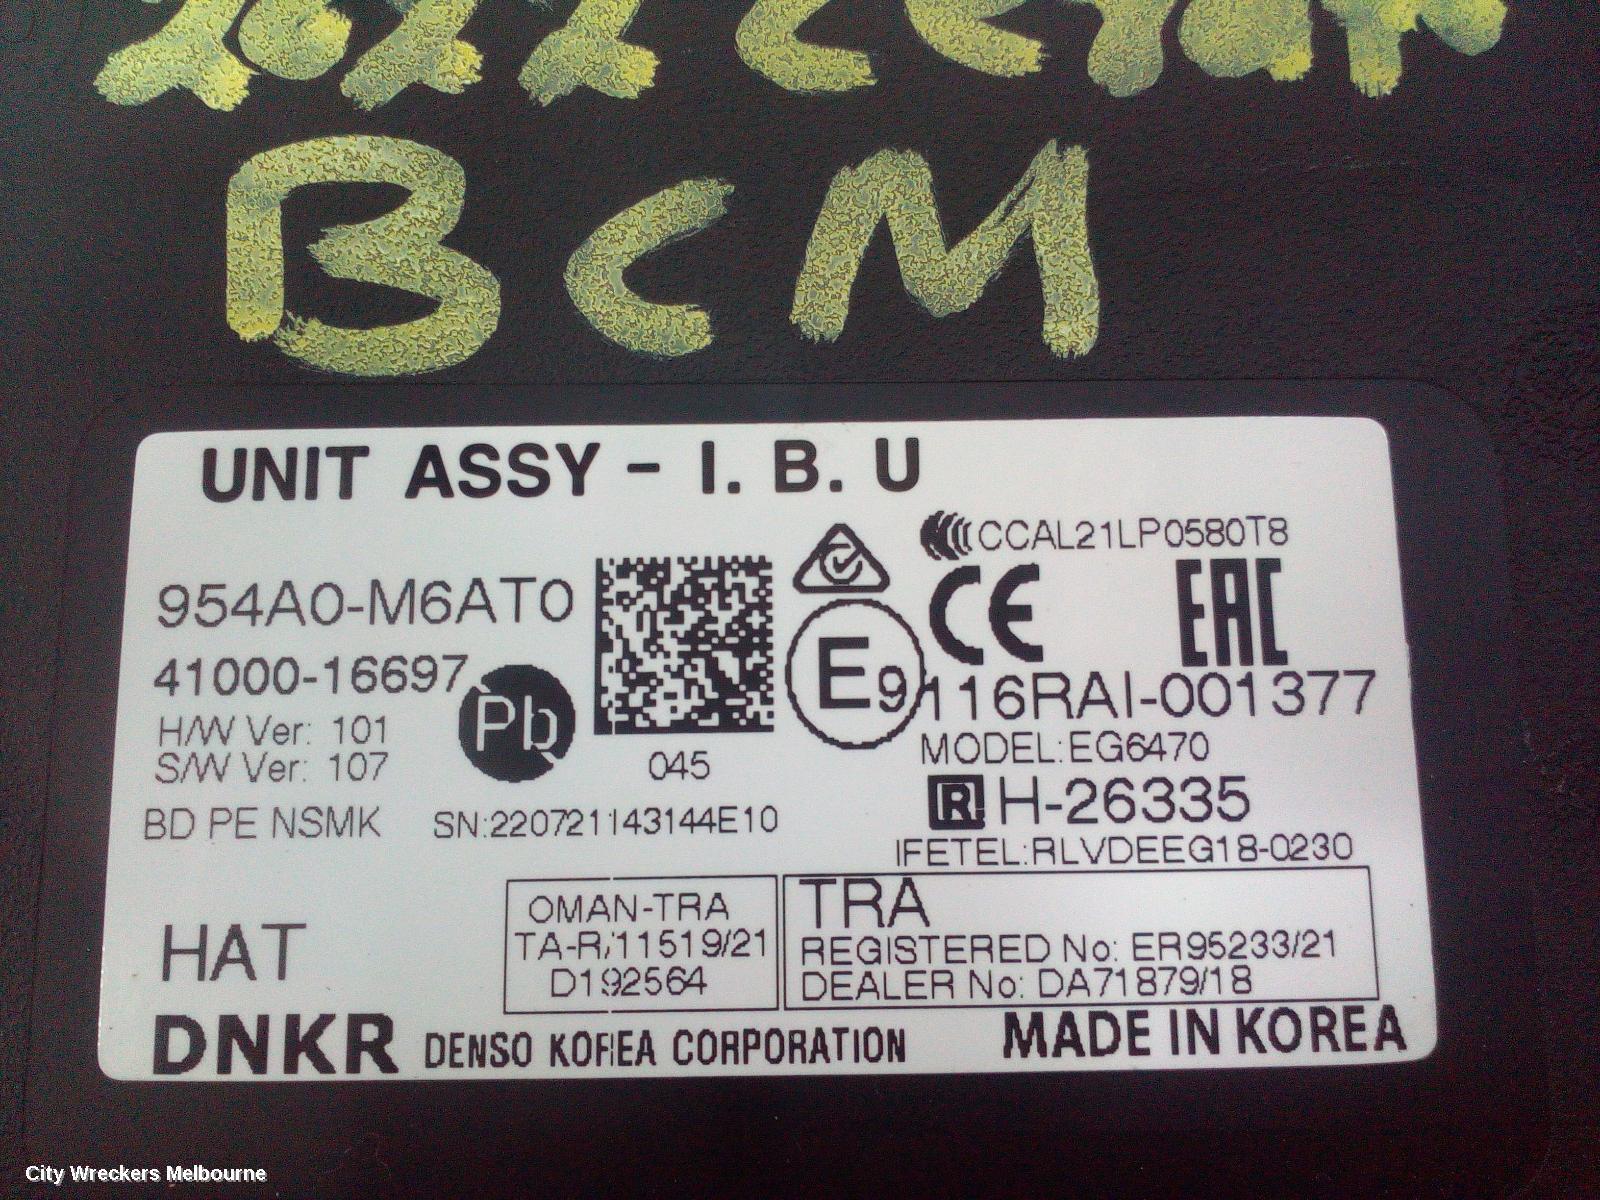 BCM
UNIT ASSY - I. B. U
CCAL21LP0580T8
954A0-M6AT0
CE EAC
41000-16697
Pb
E9
116RAI-001377
H/W Ver: 101
S/W Ver: 107
045
MODEL:EG6470
R H-26335
BD PE NSMK
SN:220721143144E10
IFETEL:RLVDEEG18-0230
HAT
OMAN-TRA
TA-R/11519/21
D192564
TRA
REGISTERED No: ER95233/21
DEALER No: DA71879/18
DNKR DENSO KOREA CORPORATION
MADE IN KOREA
City Wreckers Melbourne